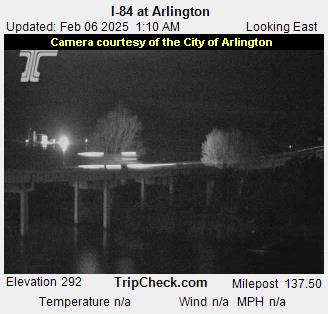 I-84 at Arlington
Updated: Feb 06 2025 1:10 AM Looking East
Camera courtesy of the City of Arlington
Elevation 292 TripCheck.com Milepost 137.50
Temperature n/a Wind n/a MPH n/a